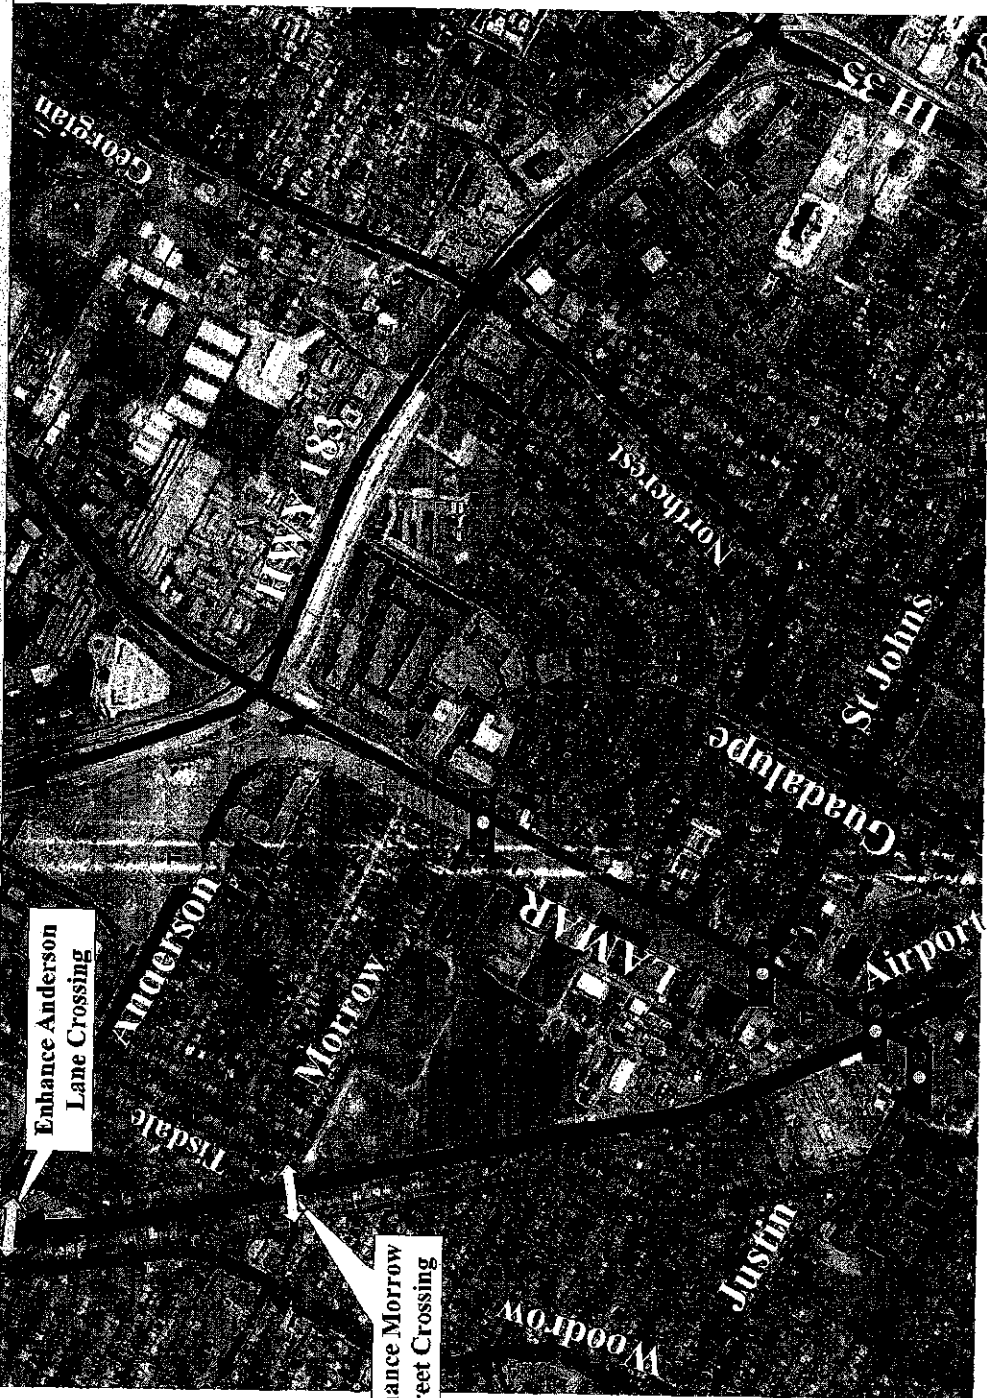 Georgian
IH 35
HWY 183
Northcrest
St Johns
Guadalupe
Anderson
Enhance Anderson
Lane Crossing
LAMAR
Morrow
Airport
Tisdale
ance Morrow
eet Crossing
Justin
Woodrow